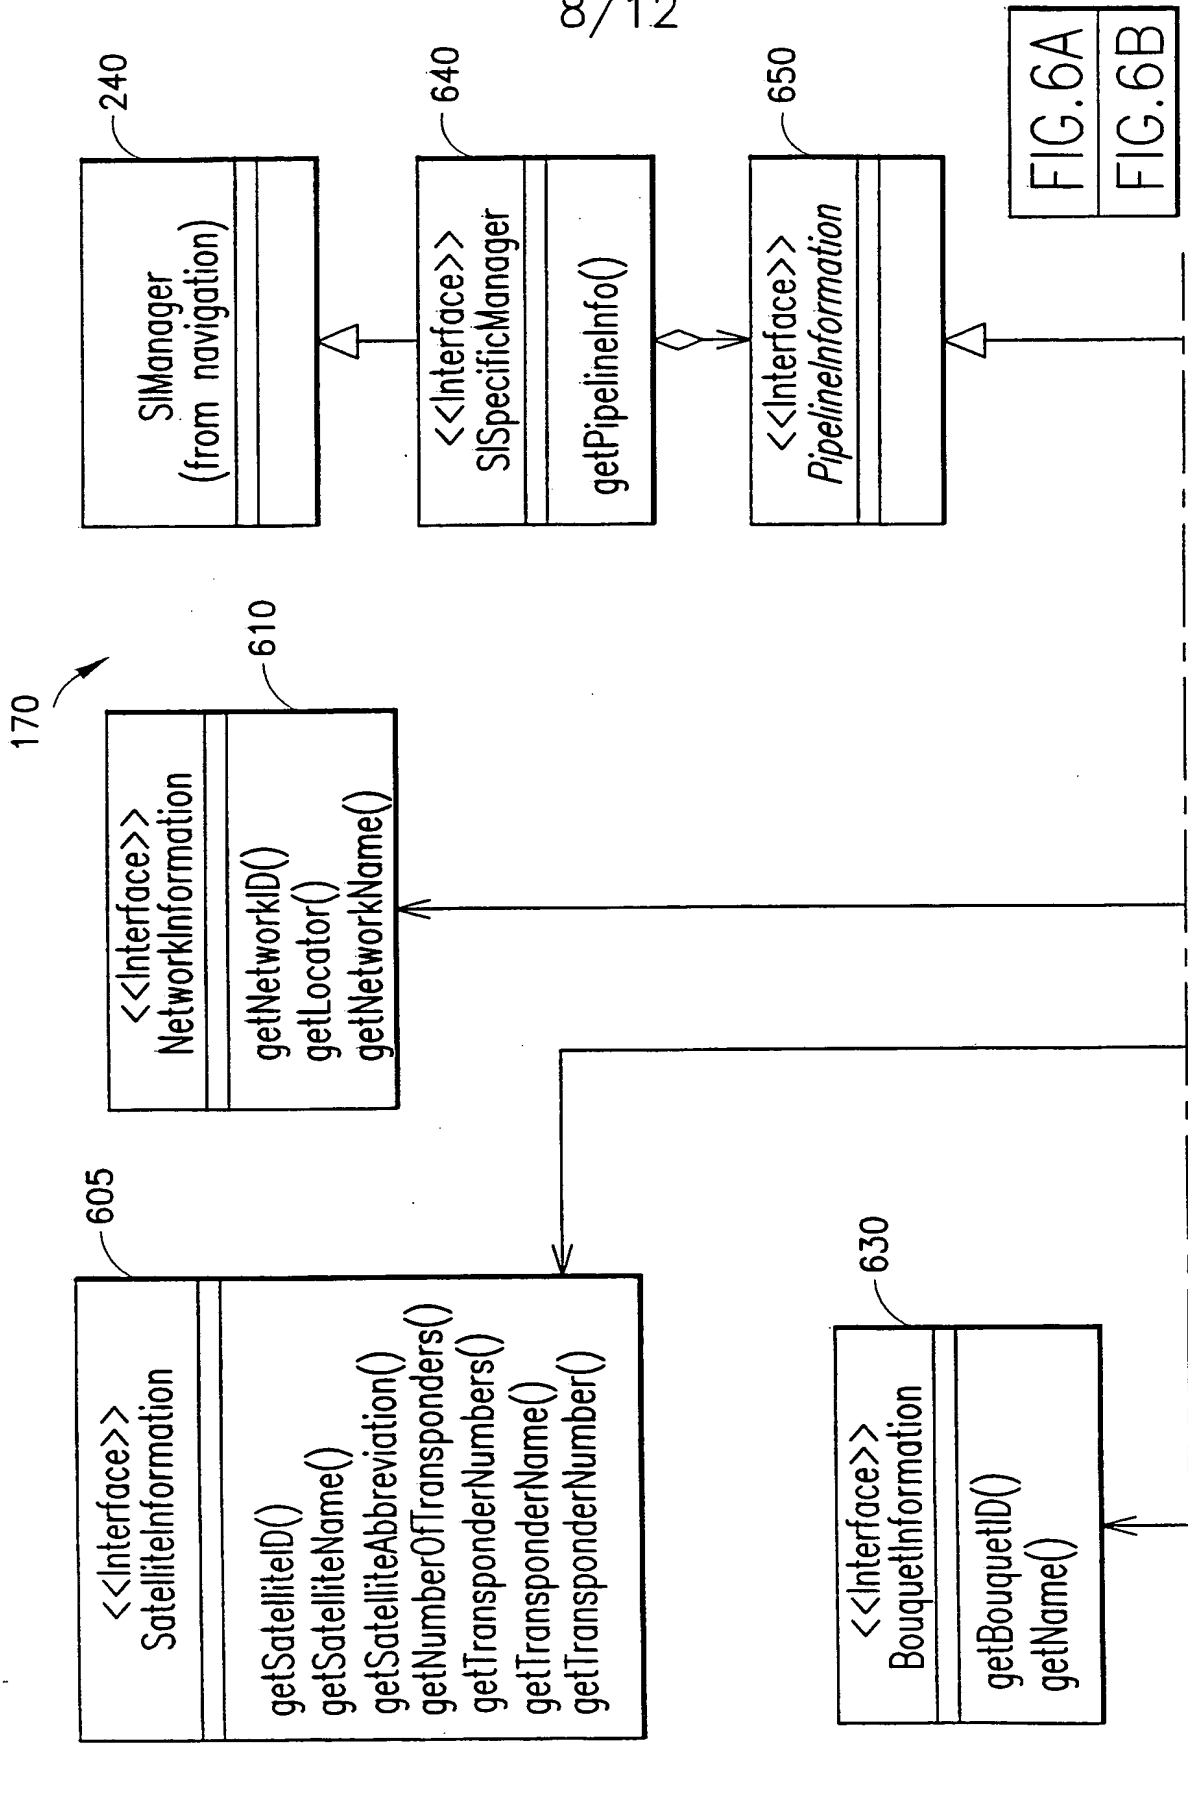 8/12
170
605
<<Interface>>
SatelliteInformation
getSatelliteID()
getSatelliteName()
getSatelliteAbbreviation()
getNumberOfTransponders()
getTransponderNumbers()
getTransponderName()
getTransponderNumber()
610
<<Interface>>
NetworkInformation
getNetworkID()
getLocator()
getNetworkName()
240
SIManager
(from navigation)
640
<<Interface>>
SISpecificManager
getPipelineInfo()
650
<<Interface>>
PipelineInformation
630
<<Interface>>
BouquetInformation
getBouquetID()
getName()
FIG.6A
FIG.6B